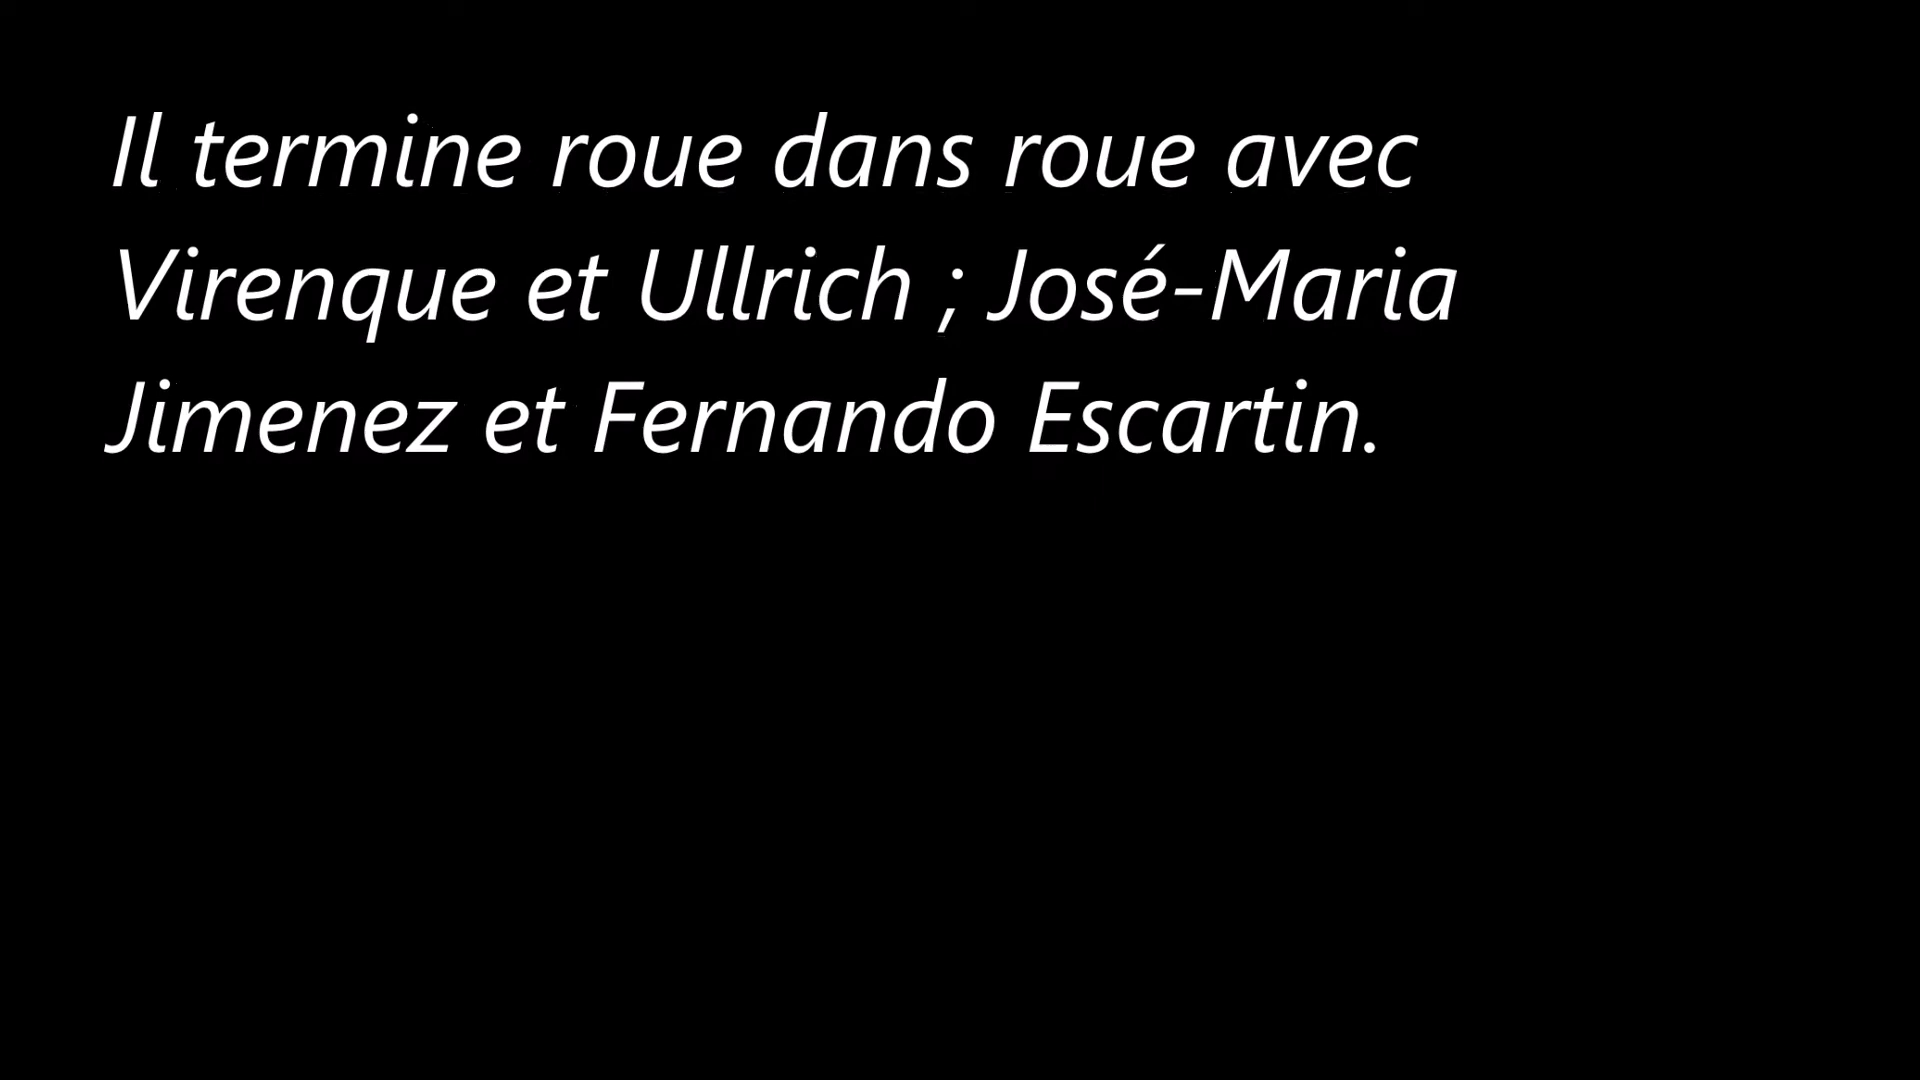 Il termine roue dans roue avec
Virenque et Ullrich ; José-Maria
Jimenez et Fernando Escartin.